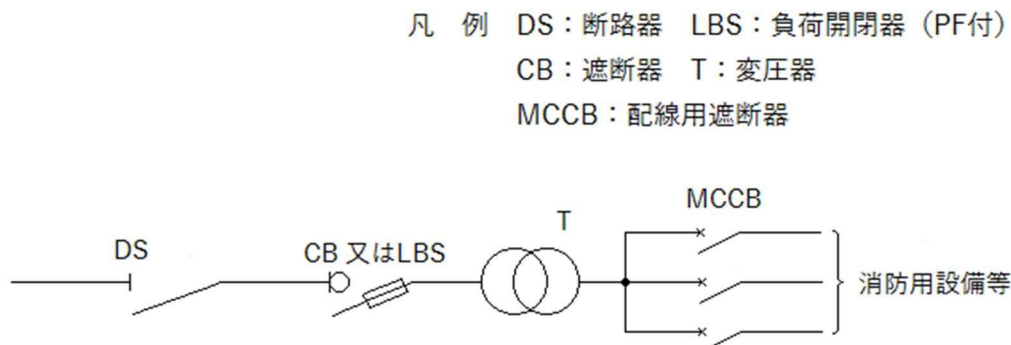 凡　例　DS：断路器　LBS：負荷開閉器（PF付）
CB：遮断器　T：変圧器
MCCB：配線用遮断器
MCCB
T
DS
CB 又はLBS
消防用設備等